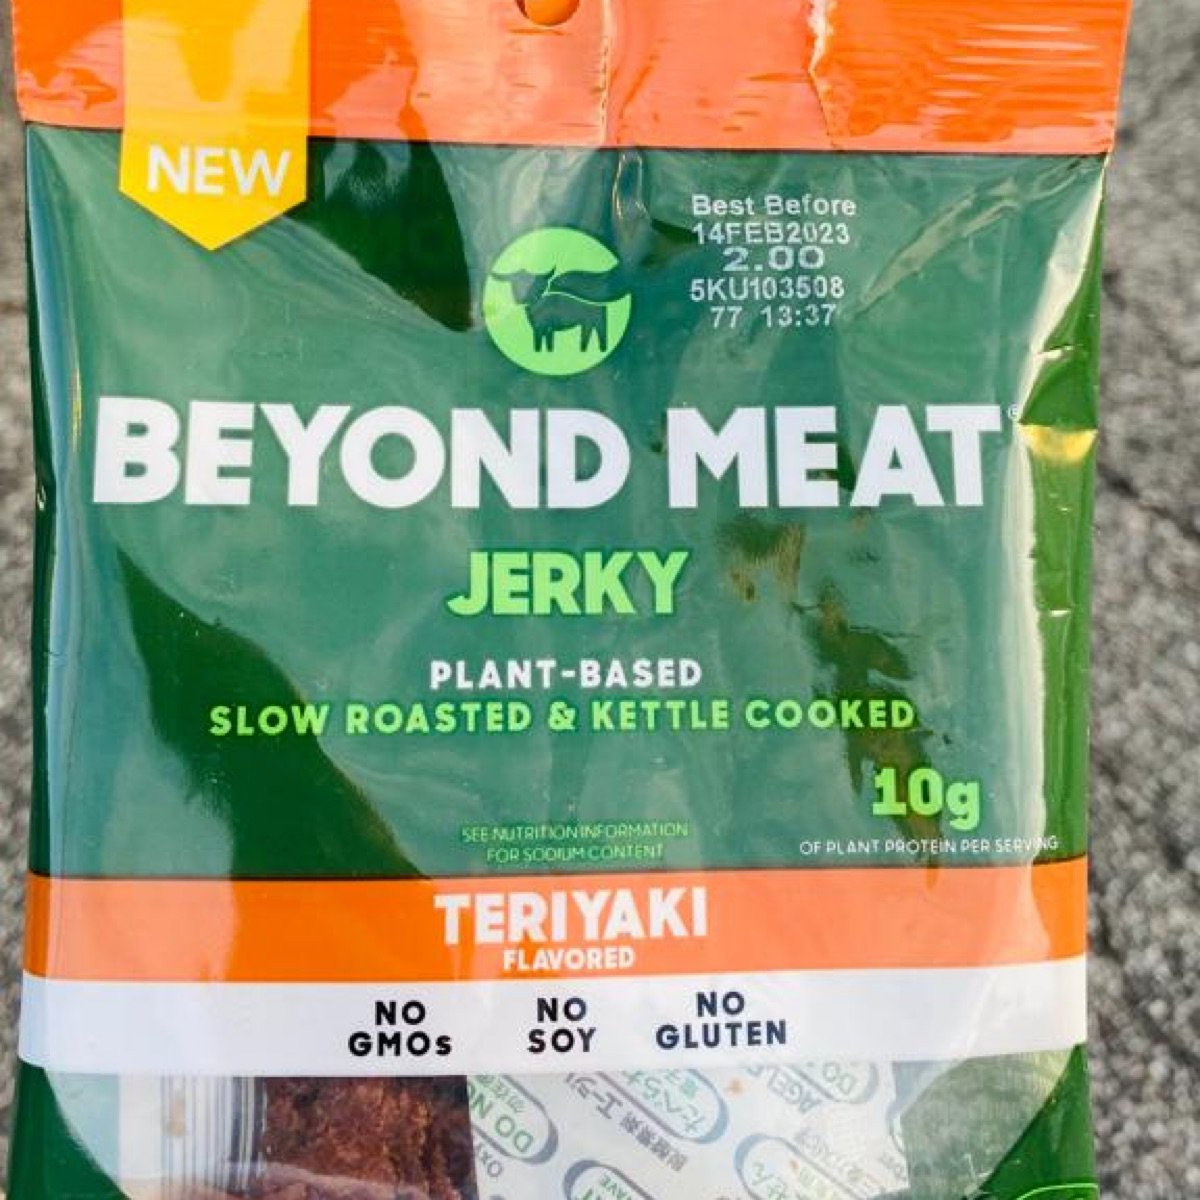 NEW
Best Before
14FEB2023
2.00
5KU103508
77 13:37
BEYOND MEAT®
JERKY
PLANT-BASED
SLOW ROASTED & KETTLE COOKED
10g
OF PLANT PROTEIN PER SERVING
SEE NUTRITION INFORMATION
FOR SODIUM CONTENT
TERIYAKI
FLAVORED
NO
GMOs
NO
SOY
NO
GLUTEN
DO N